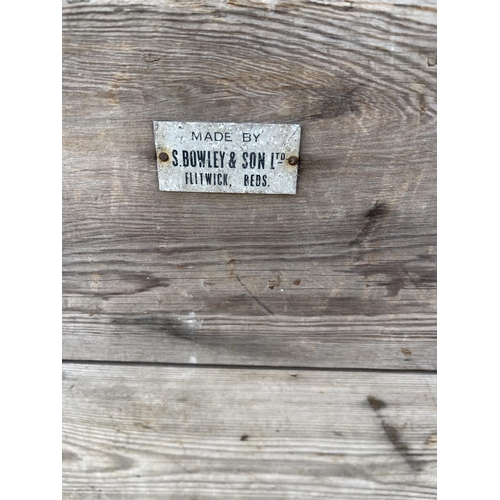 MADE BY
S. BOWLEY & SON LTD
FLITWICK, BEDS.